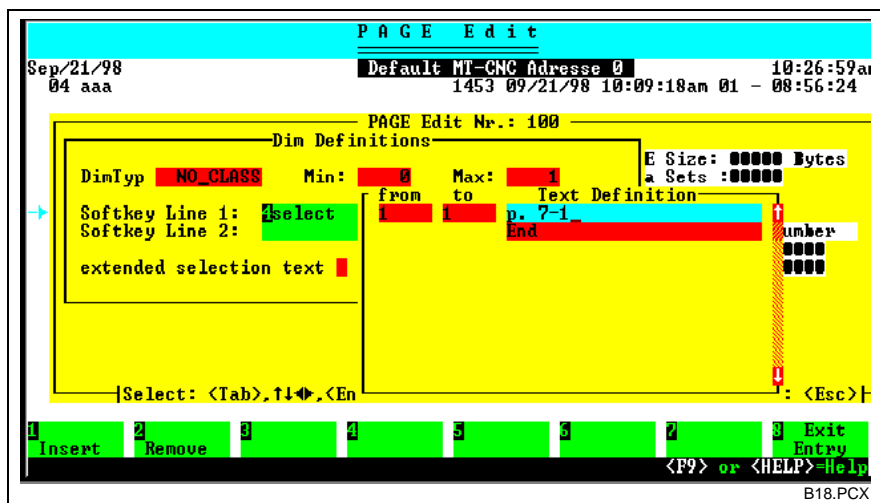 P A G E   E d i t
Sep/21/98 Default MT-CNC Adresse 0 10:26:59a
04 aaa 1453 09/21/98 10:09:18am 01 - 08:56:24
PAGE Edit Nr.: 100
Dim Definitions
E Size: 00000 Bytes
DimTyp NO_CLASS Min: 0 Max: 1 a Sets :00000
from to Text Definition
Softkey Line 1: 4select 1 1 p. 7-1_
Softkey Line 2: End umber
0000
extended selection text 0000
Select: <Tab>,↑↓◄►,<En : <Esc>
1 2 3 4 5 6 7 8 Exit
Insert Remove Entry
<F9> or <HELP>=Help
B18.PCX